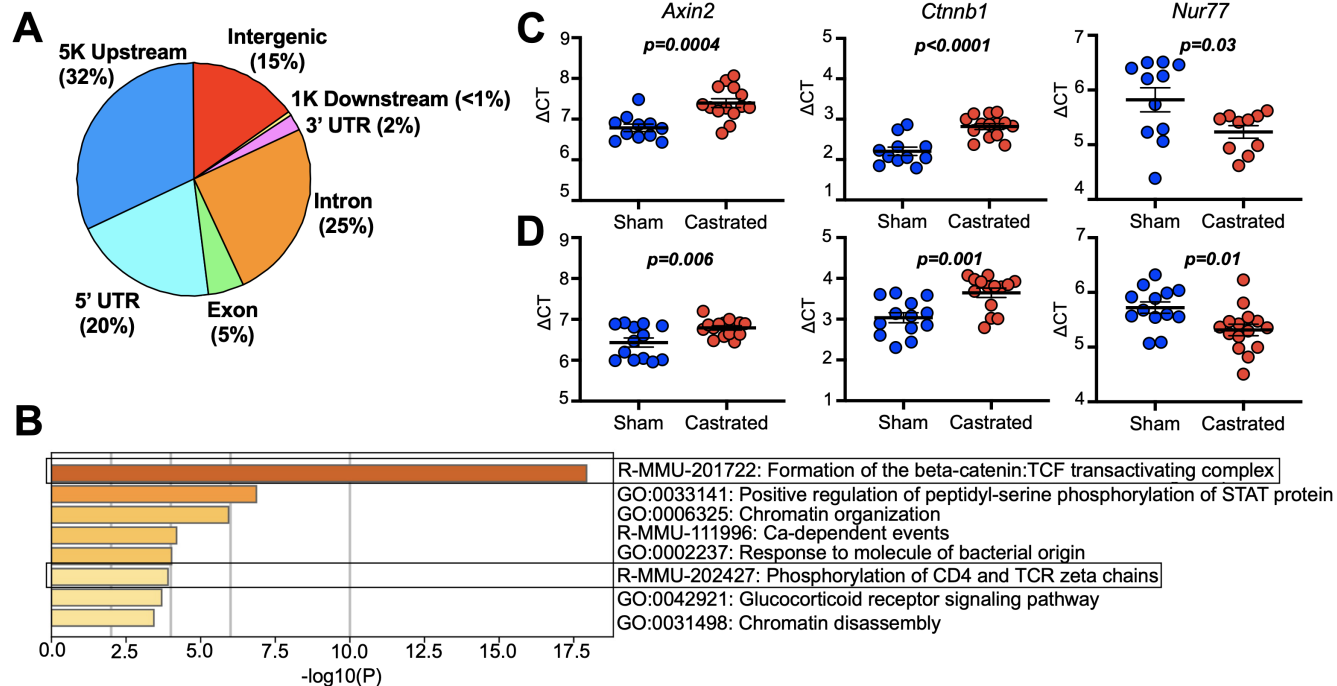 A
5K Upstream
(32%)
Intergenic
(15%)
1K Downstream (<1%)
3’ UTR (2%)
Intron
(25%)
Exon
(5%)
5’ UTR
(20%)
C
Axin2
p=0.0004
ΔCT
9
8
7
6
5
Sham
Castrated
Ctnnb1
p<0.0001
ΔCT
5
4
3
2
1
Sham
Castrated
Nur77
p=0.03
ΔCT
7
6
5
4
Sham
Castrated
D
p=0.006
ΔCT
9
8
7
6
5
Sham
Castrated
p=0.001
ΔCT
5
4
3
2
1
Sham
Castrated
p=0.01
ΔCT
7
6
5
4
Sham
Castrated
B
R-MMU-201722: Formation of the beta-catenin:TCF transactivating complex
GO:0033141: Positive regulation of peptidyl-serine phosphorylation of STAT protein
GO:0006325: Chromatin organization
R-MMU-111996: Ca-dependent events
GO:0002237: Response to molecule of bacterial origin
R-MMU-202427: Phosphorylation of CD4 and TCR zeta chains
GO:0042921: Glucocorticoid receptor signaling pathway
GO:0031498: Chromatin disassembly
0.0 2.5 5.0 7.5 10.0 12.5 15.0 17.5
-log10(P)